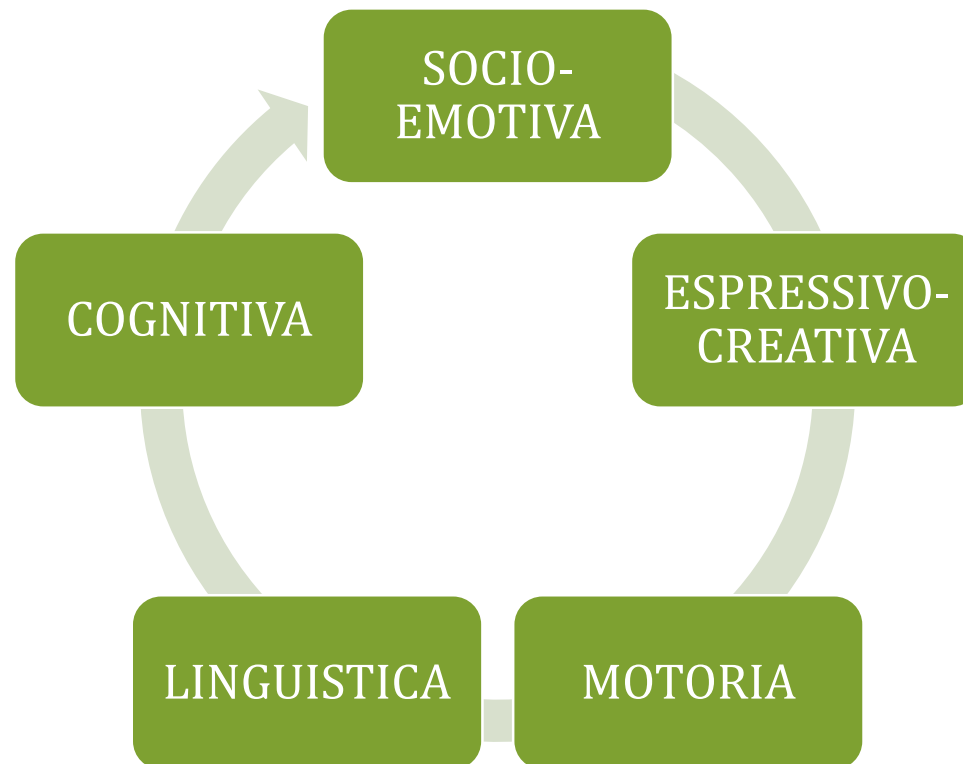 SOCIO-
EMOTIVA
ESPRESSIVO-
CREATIVA
MOTORIA
LINGUISTICA
COGNITIVA